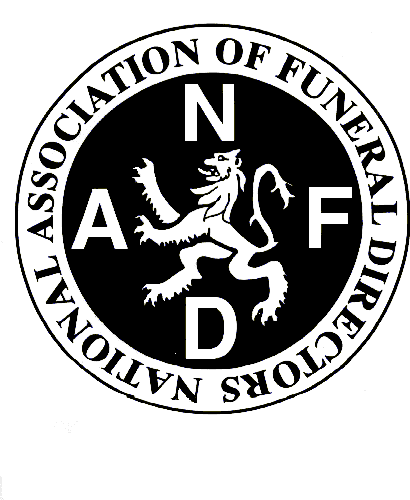 NATIONAL ASSOCIATION OF FUNERAL DIRECTORS
N
A F
D